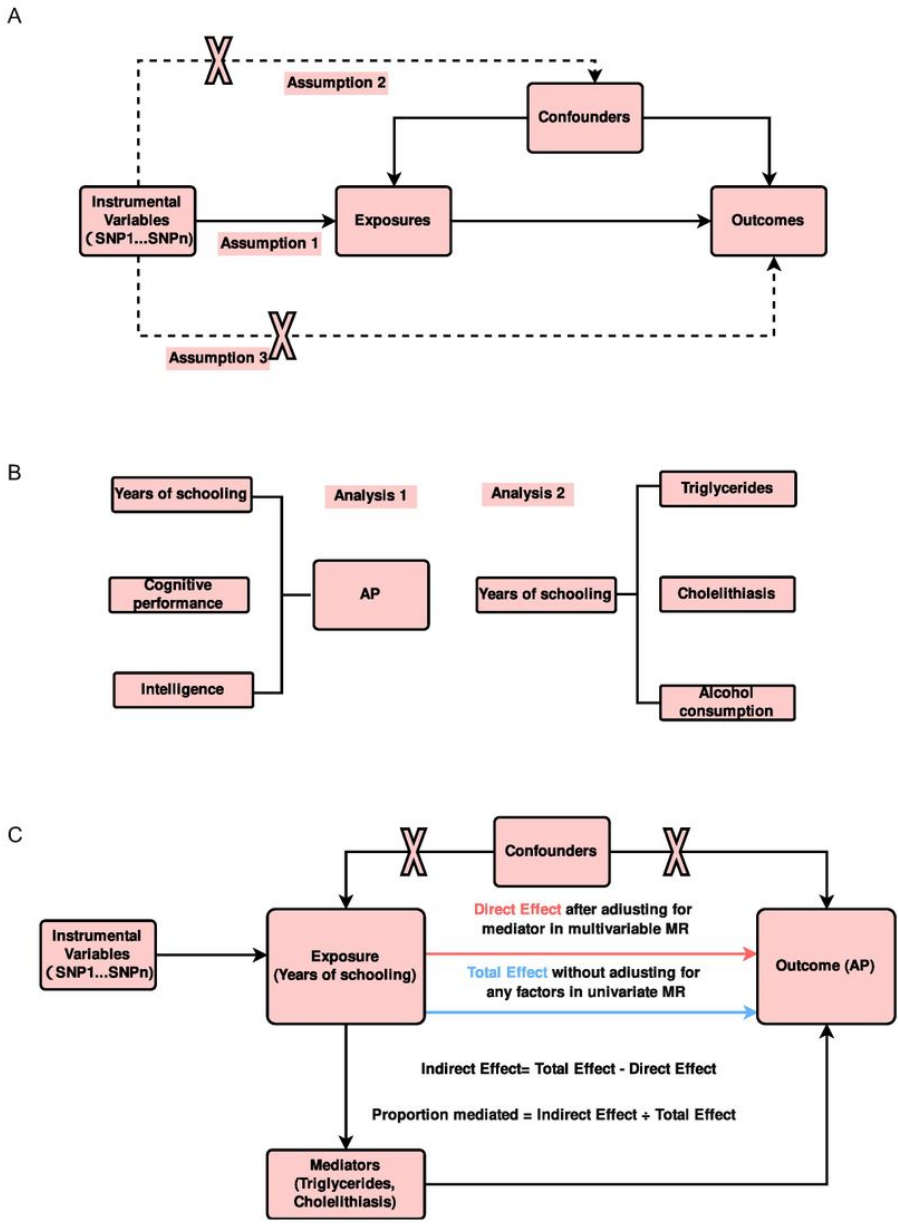 A
Assumption 2
Confounders
Instrumental
Variables
（SNP1...SNPn)
Exposures
Outcomes
Assumption 1
Assumption 3
B
Years of schooling
Analysis 1
Analysis 2
Triglycerides
Cognitive
performance
AP
Years of schooling
Cholelithiasis
Intelligence
Alcohol
consumption
C
Confounders
Direct Effect after adiusting for
mediator in multivariable MR
Instrumental
Variables
（SNP1...SNPn)
Exposure
(Years of schooling)
Outcome (AP)
Total Effect without adiusting for
any factors in univariate MR
Indirect Effect= Total Effect - Direct Effect
Proportion mediated = Indirect Effect ÷ Total Effect
Mediators
(Triglycerides,
Cholelithiasis)